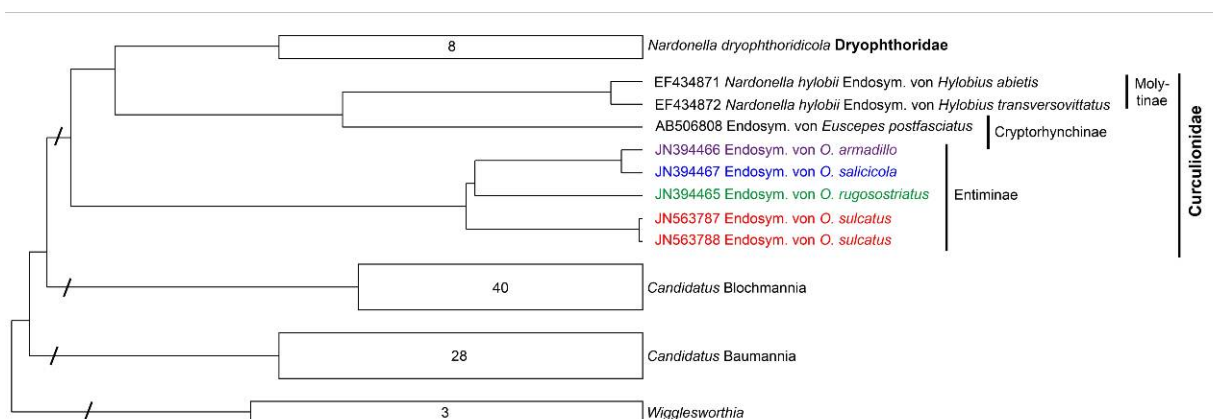 8
Nardonella dryophthoridicola Dryophthoridae
EF434871 Nardonella hylobii Endosym. von Hylobius abietis
EF434872 Nardonella hylobii Endosym. von Hylobius transversovittatus
Moly-
tinae
AB506808 Endosym. von Euscepes postfasciatus
Cryptorhynchinae
JN394466 Endosym. von O. armadillo
JN394467 Endosym. von O. salicicola
JN394465 Endosym. von O. rugosostriatus
Entiminae
JN563787 Endosym. von O. sulcatus
JN563788 Endosym. von O. sulcatus
Curculionidae
40
Candidatus Blochmannia
28
Candidatus Baumannia
3
Wigglesworthia